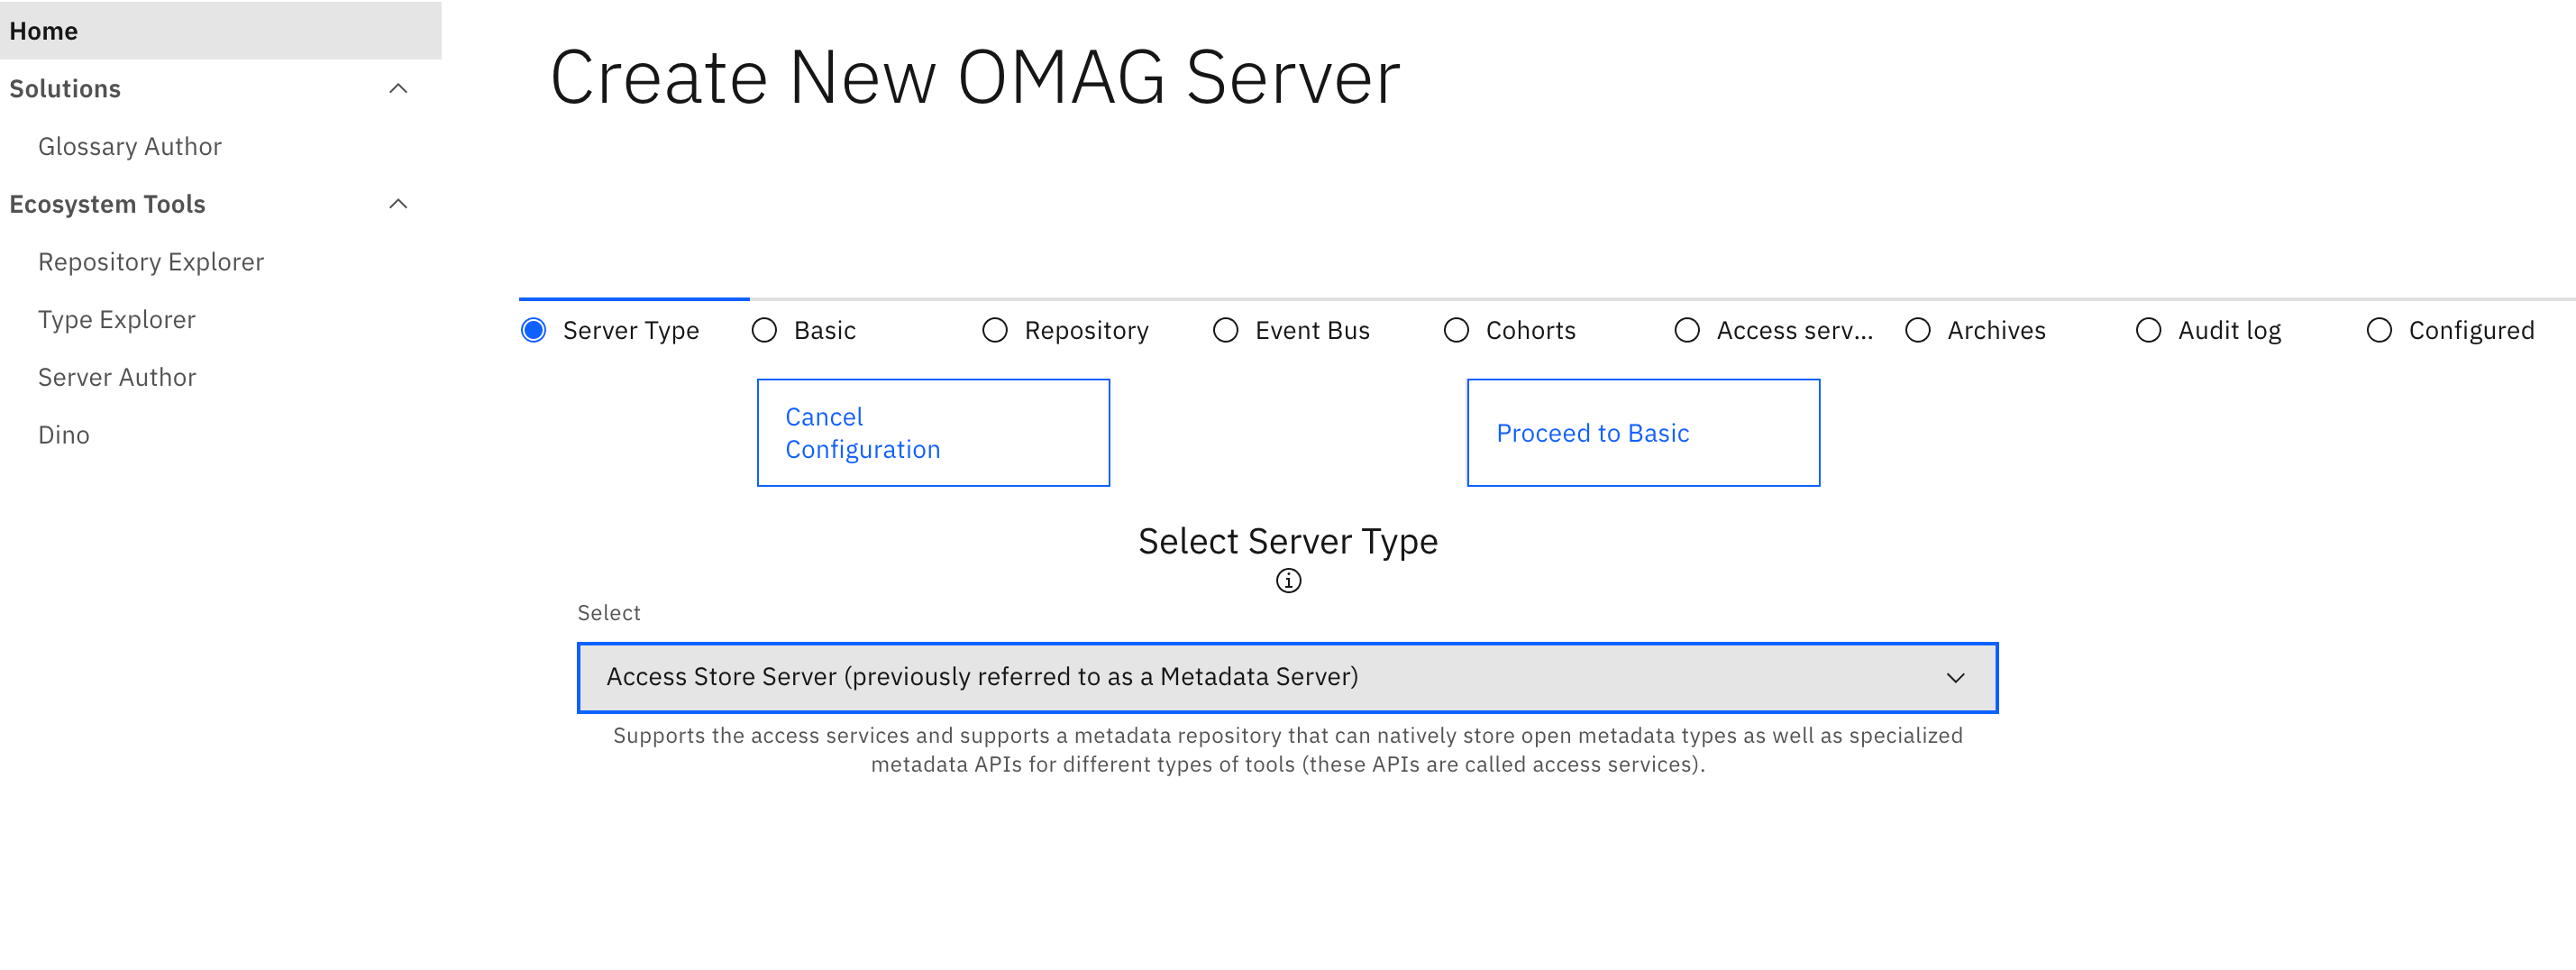 Home
Solutions
Glossary Author
Ecosystem Tools
Repository Explorer
Type Explorer
Server Author
Dino
Create New OMAG Server
Server Type
Basic
Repository
Event Bus
Cohorts
Access serv...
Archives
Audit log
Configured
Cancel
Configuration
Proceed to Basic
Select Server Type
Select
Access Store Server (previously referred to as a Metadata Server)
Supports the access services and supports a metadata repository that can natively store open metadata types as well as specialized
metadata APIs for different types of tools (these APIs are called access services).